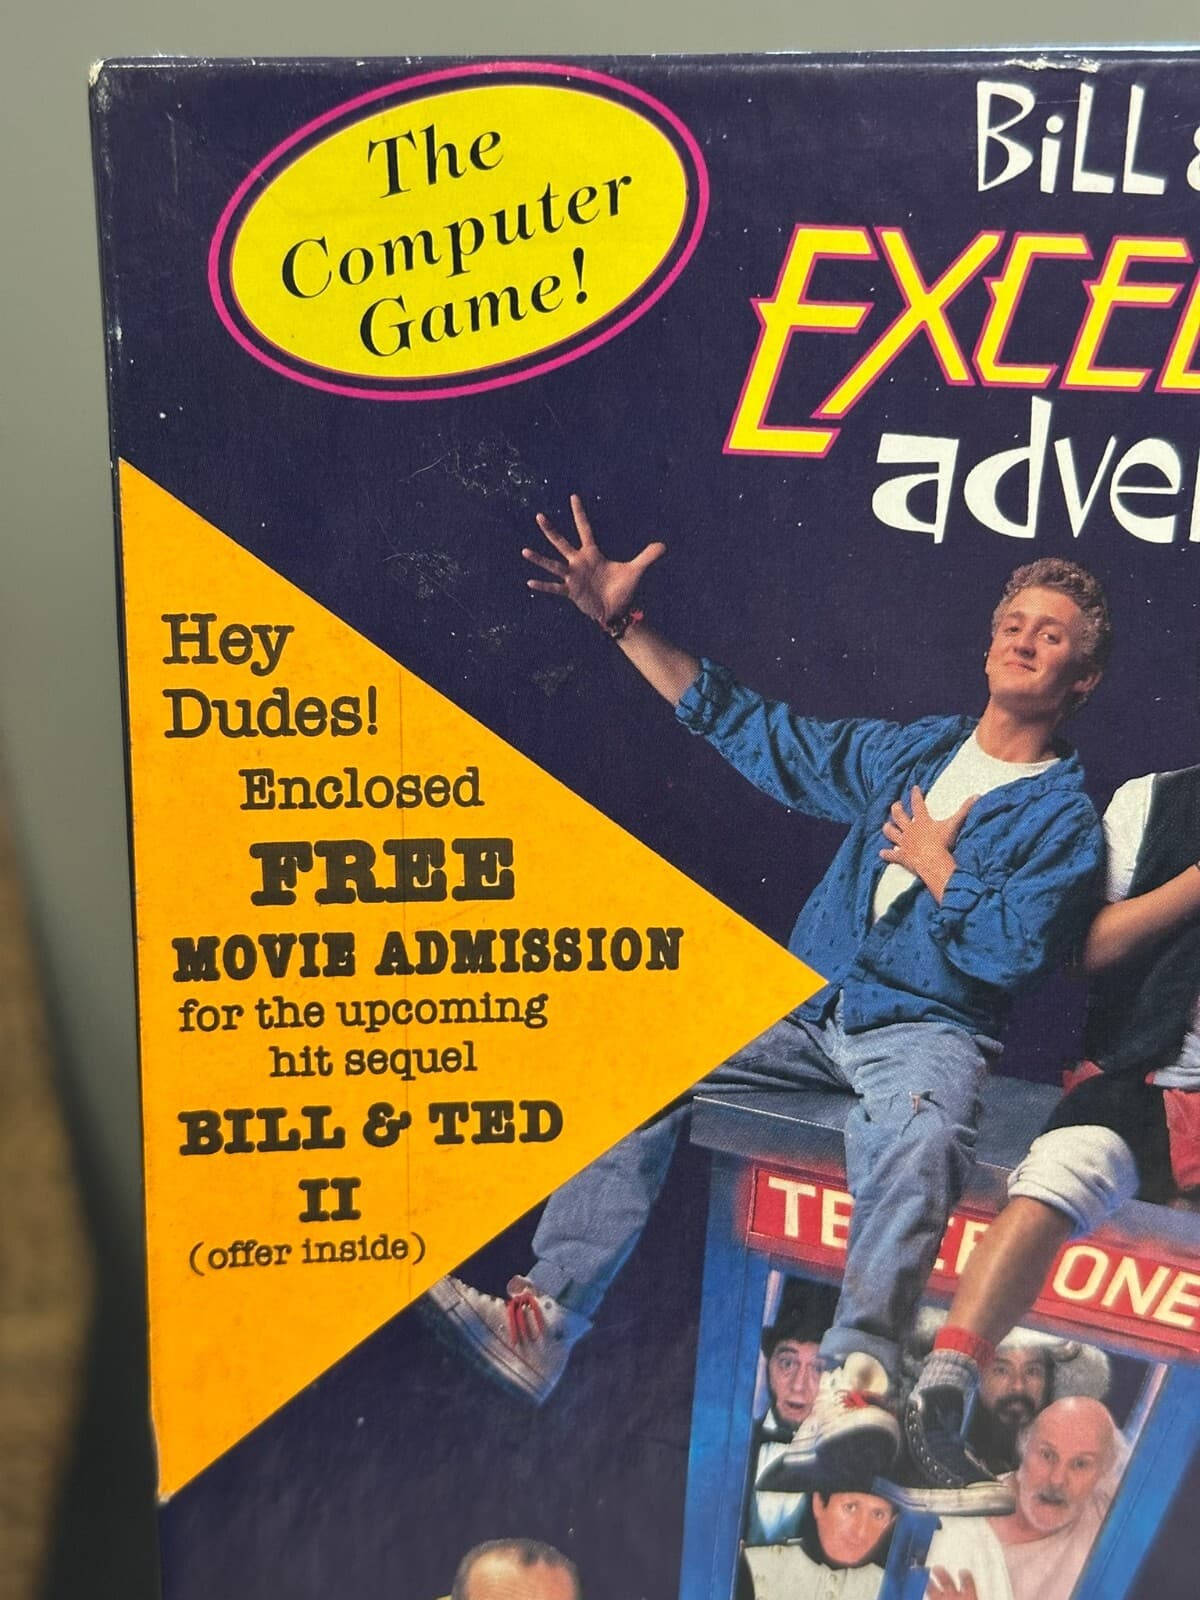 The
Computer
Game!
BiLL &
EXCEL
adve
Hey
Dudes!
Enclosed
FREE
MOVIE ADMISSION
for the upcoming
hit sequel
BILL & TED
II
(offer inside)
TE E ONE